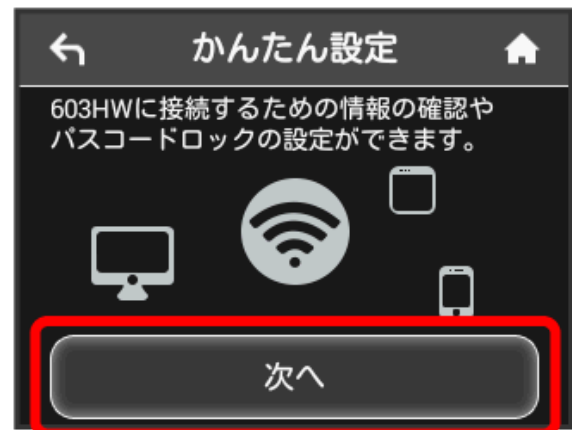 かんたん設定
603HWに接続するための情報の確認や
パスコードロックの設定ができます。
次へ